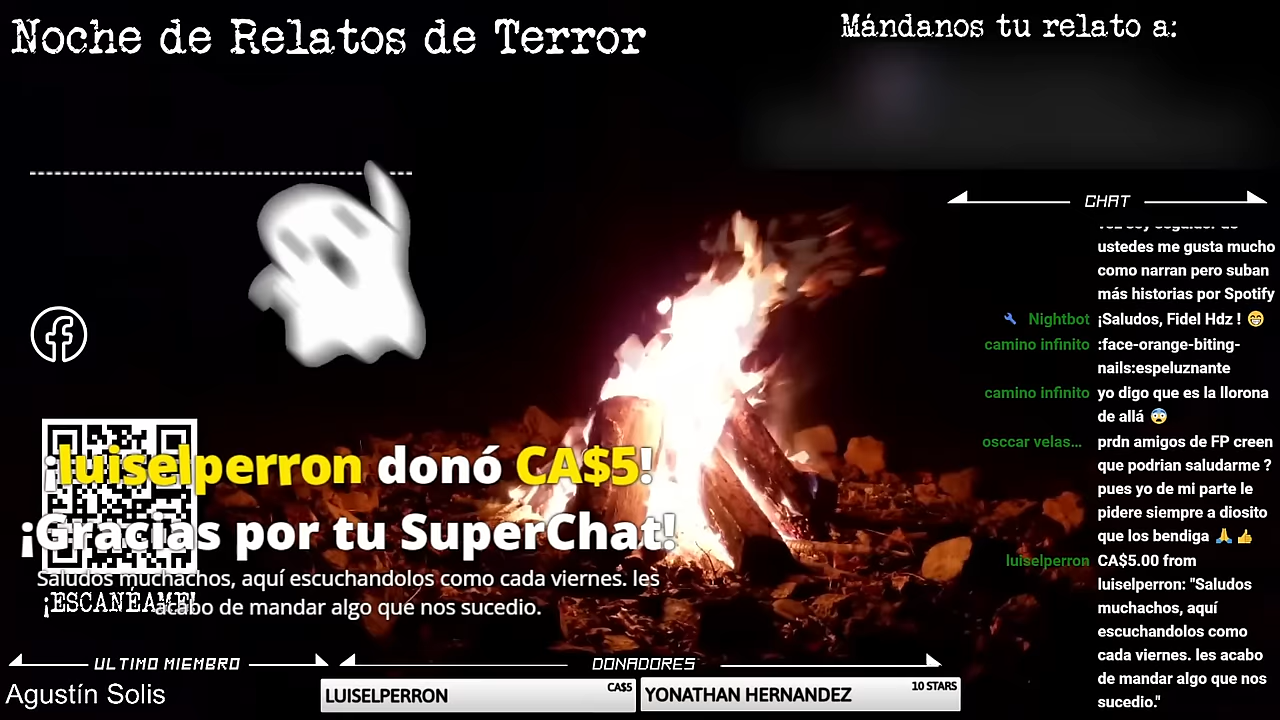 Noche de Relatos de Terror
Mándanos tu relato a:
CHAT
ustedes me gusta mucho
como narran pero suban
más historias por Spotify
Nightbot ¡Saludos, Fidel Hdz ! 😁
camino infinito :face-orange-biting-
nails:espeluznante
camino infinito yo digo que es la llorona
de allá 😨
osccar velas... prdn amigos de FP creen
que podrian saludarme ?
pues yo de mi parte le
pidere siempre a diosito
que los bendiga 🙏👍
luiselperron CA$5.00 from
luiselperron: "Saludos
muchachos, aquí
escuchandolos como
cada viernes. les acabo
de mandar algo que nos
sucedio."
¡luiselperron donó CA$5!
¡Gracias por tu SuperChat!
Saludos muchachos, aquí escuchandolos como cada viernes. les
acabo de mandar algo que nos sucedio.
¡ESCANÉAME!
ULTIMO MIEMBRO
Agustín Solis
DONADORES
LUISELPERRON CA$5
YONATHAN HERNANDEZ 10 STARS